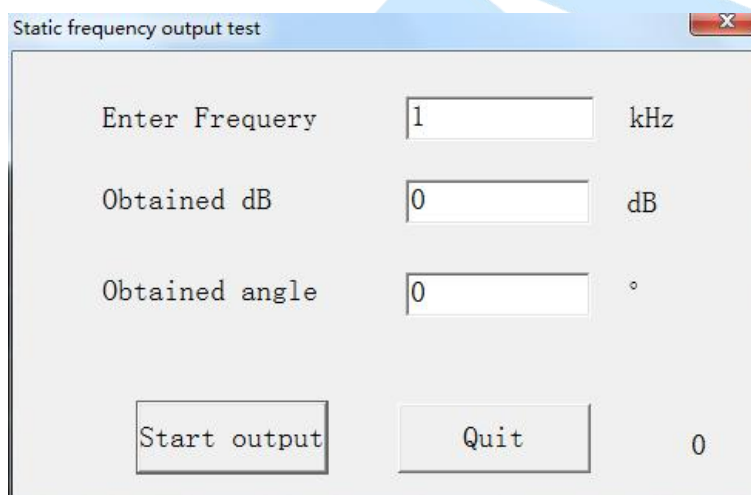 Static frequency output test
Enter Frequery 1 kHz
Obtained dB 0 dB
Obtained angle 0 °
Start output Quit 0